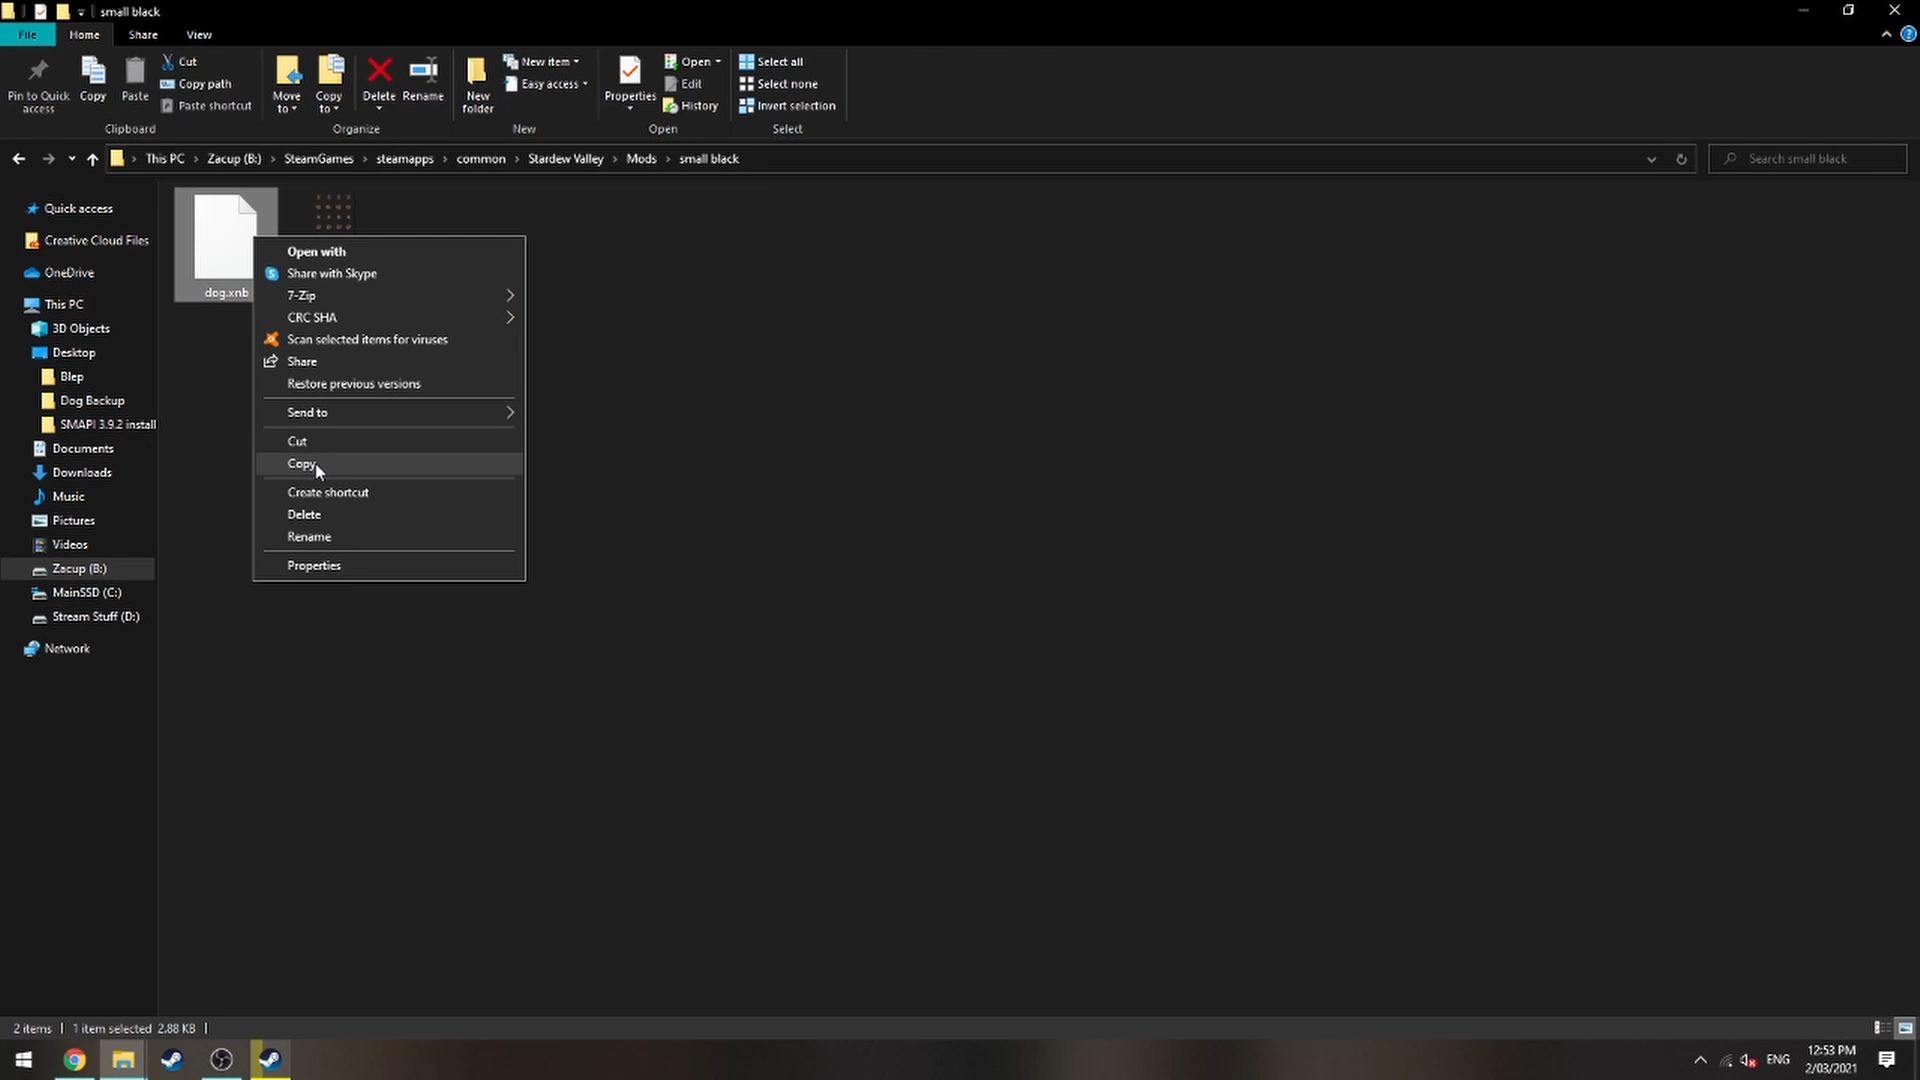 small black
File Home Share View
Pin to Quick access
Copy
Paste
Cut
Copy path
Paste shortcut
Clipboard
Move to
Copy to
Delete
Rename
Organize
New folder
New item
Easy access
New
Properties
Open
Edit
History
Open
Select all
Select none
Invert selection
Select
This PC › Zacup (B:) › SteamGames › steamapps › common › Stardew Valley › Mods › small black
Search small black
Quick access
Creative Cloud Files
OneDrive
This PC
3D Objects
Desktop
Blep
Dog Backup
SMAPI 3.9.2 install
Documents
Downloads
Music
Pictures
Videos
Zacup (B:)
MainSSD (C:)
Stream Stuff (D:)
Network
dog.xnb
Open with
Share with Skype
7-Zip
CRC SHA
Scan selected items for viruses
Share
Restore previous versions
Send to
Cut
Copy
Create shortcut
Delete
Rename
Properties
2 items | 1 item selected 2.88 KB |
ENG
12:53 PM
2/03/2021